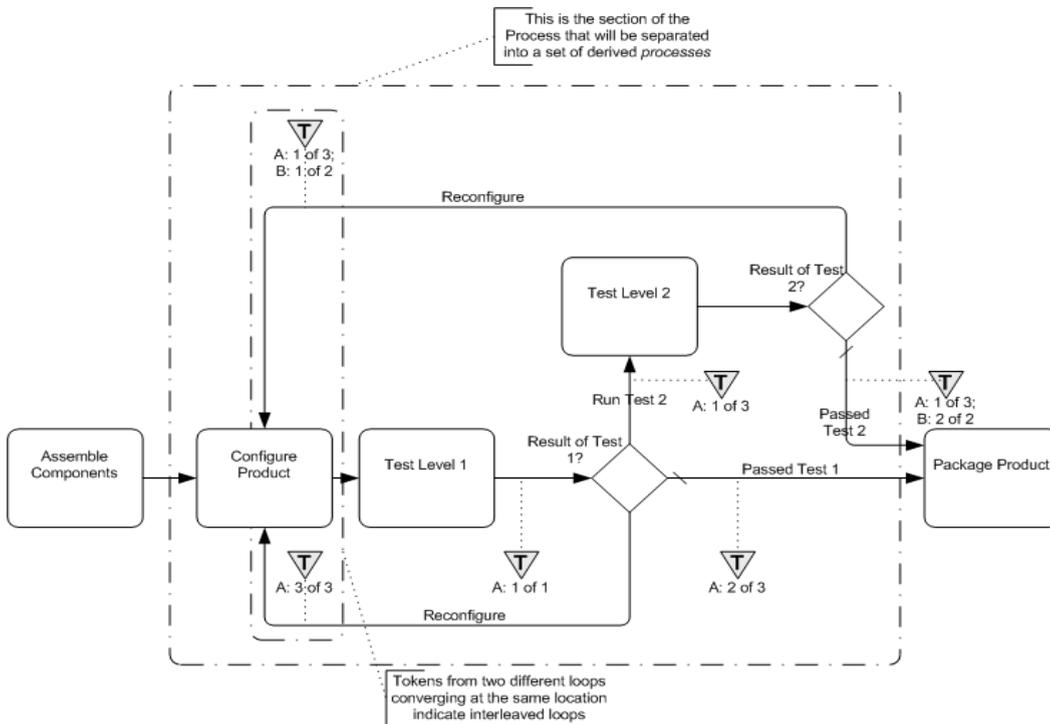 This is the section of the
Process that will be separated
into a set of derived processes
T
A: 1 of 3;
B: 1 of 2
Reconfigure
Test Level 2
Result of Test
2?
Run Test 2
T
A: 1 of 3
T
A: 1 of 3;
B: 2 of 2
Passed
Test 2
Assemble
Components
Configure
Product
Test Level 1
Result of Test
1?
Passed Test 1
Package Product
T
A: 3 of 3
T
A: 1 of 1
T
A: 2 of 3
Reconfigure
Tokens from two different loops
converging at the same location
indicate interleaved loops